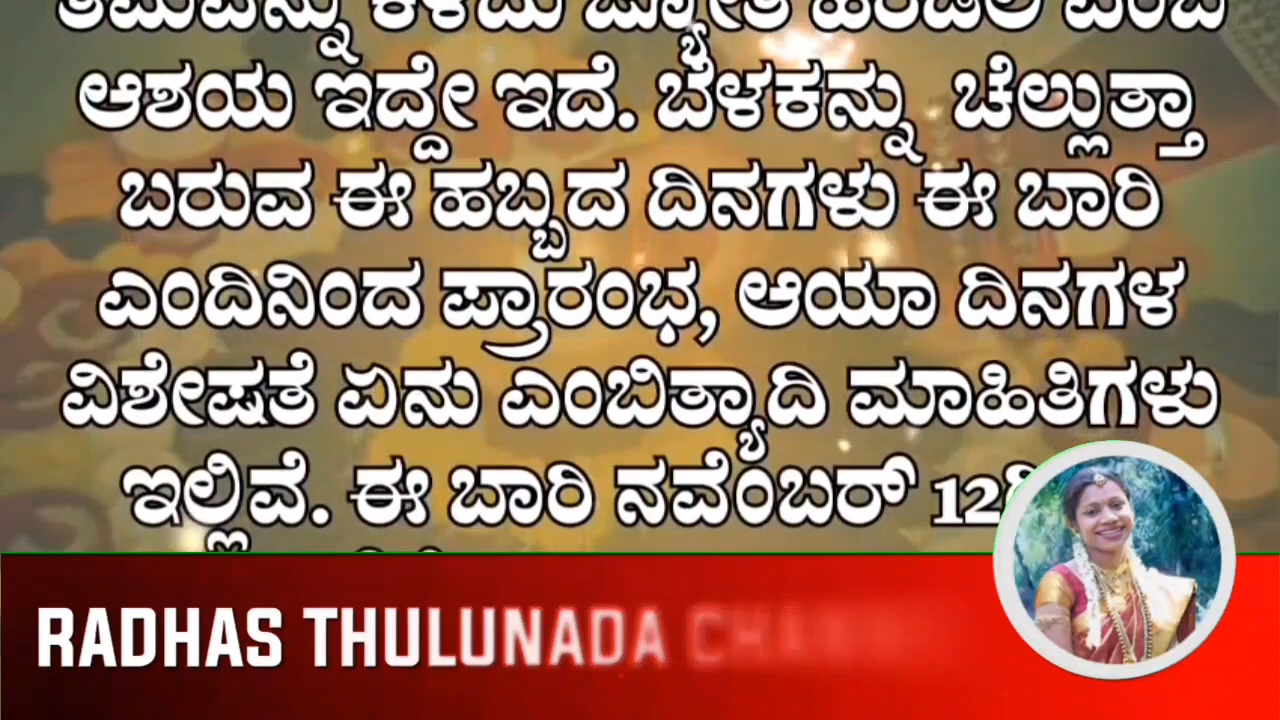 ಆಶಯ ಇದ್ದೇ ಇದೆ. ಬೆಳಕನ್ನು ಚೆಲ್ಲುತ್ತಾ
ಬರುವ ಈ ಹಬ್ಬದ ದಿನಗಳು ಈ ಬಾರಿ
ಎಂದಿನಿಂದ ಪ್ರಾರಂಭ, ಆಯಾ ದಿನಗಳ
ವಿಶೇಷತೆ ಏನು ಎಂಬಿತ್ಯಾದಿ ಮಾಹಿತಿಗಳು
ಇಲ್ಲಿವೆ. ಈ ಬಾರಿ ನವೆಂಬರ್ 12
RADHAS THULUNADA